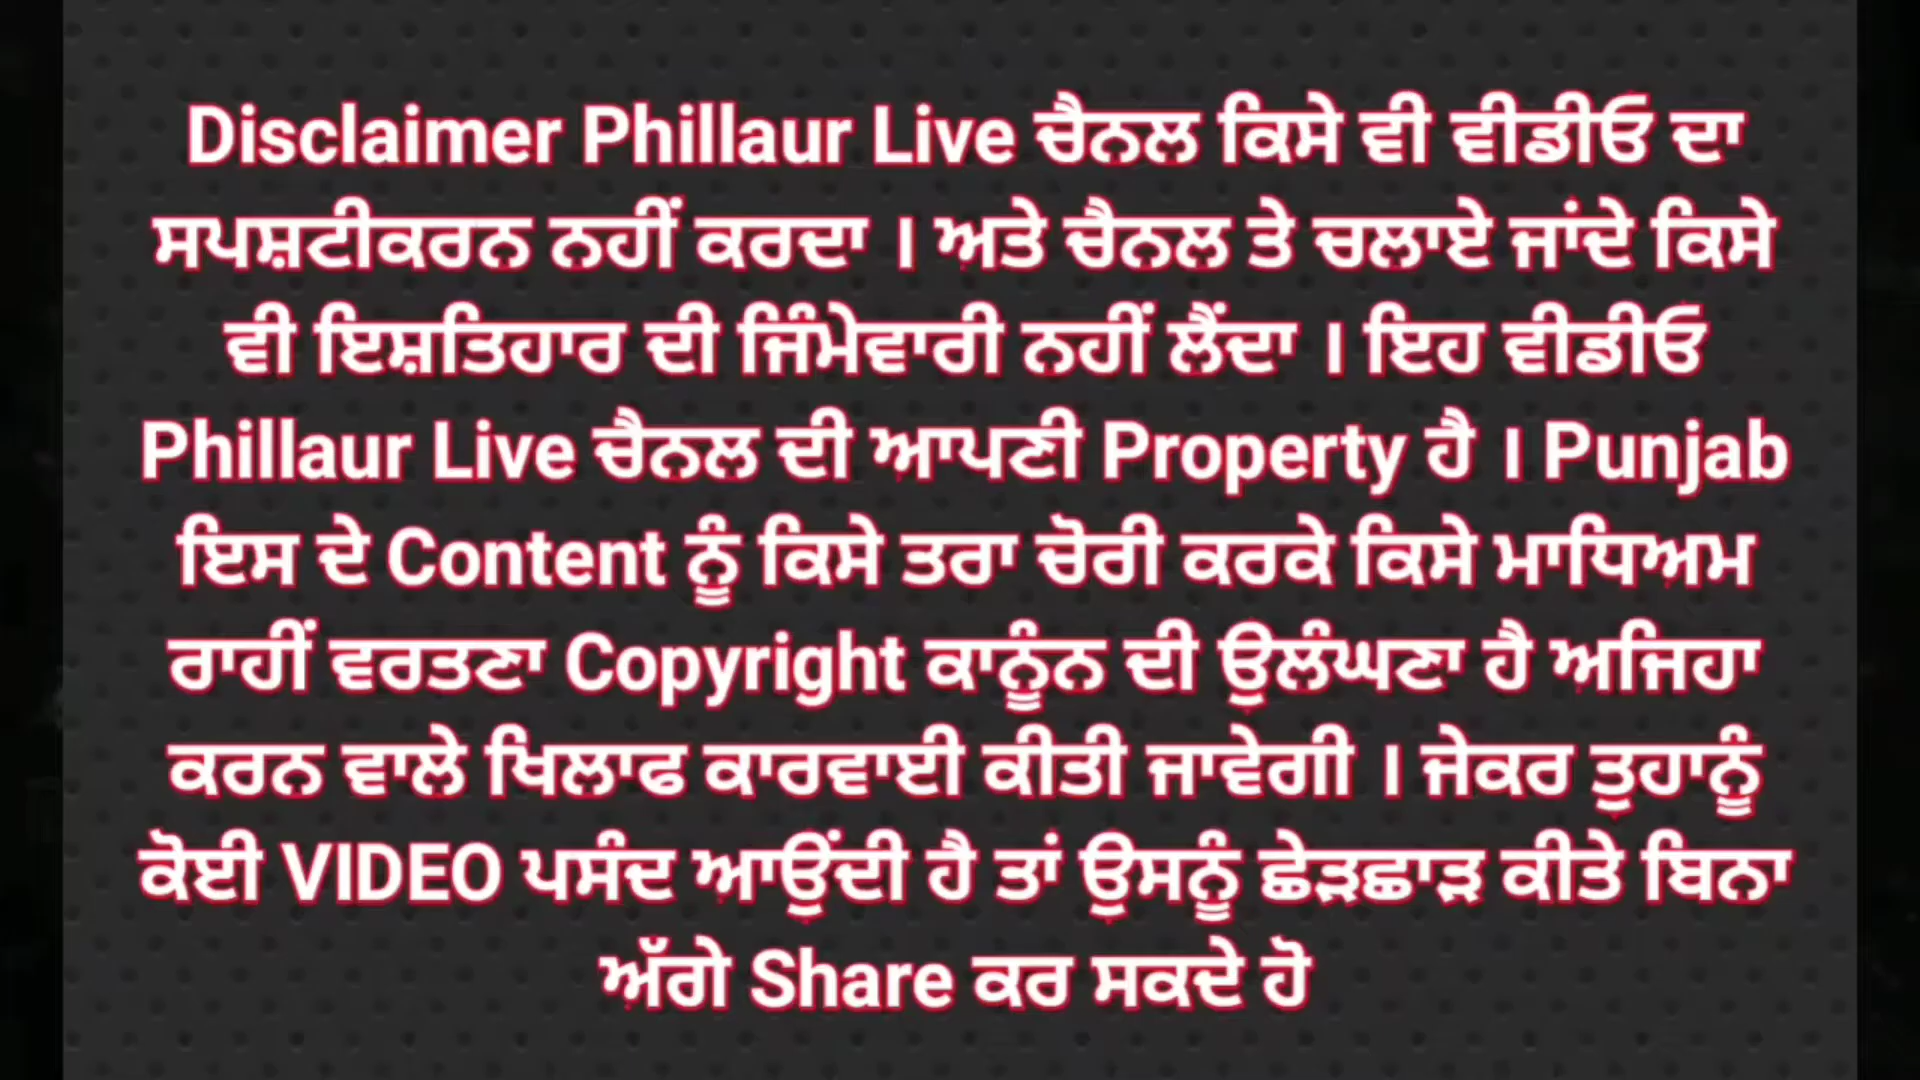 Disclaimer Phillaur Live ਚੈਨਲ ਕਿਸੇ ਵੀ ਵੀਡੀਓ ਦਾ
ਸਪਸ਼ਟੀਕਰਨ ਨਹੀਂ ਕਰਦਾ । ਅਤੇ ਚੈਨਲ ਤੇ ਚਲਾਏ ਜਾਂਦੇ ਕਿਸੇ
ਵੀ ਇਸ਼ਤਿਹਾਰ ਦੀ ਜਿੰਮੇਵਾਰੀ ਨਹੀਂ ਲੈਂਦਾ । ਇਹ ਵੀਡੀਓ
Phillaur Live ਚੈਨਲ ਦੀ ਆਪਣੀ Property ਹੈ । Punjab
ਇਸ ਦੇ Content ਨੂੰ ਕਿਸੇ ਤਰਾ ਚੋਰੀ ਕਰਕੇ ਕਿਸੇ ਮਾਧਿਅਮ
ਰਾਹੀਂ ਵਰਤਣਾ Copyright ਕਾਨੂੰਨ ਦੀ ਉਲੰਘਣਾ ਹੈ ਅਜਿਹਾ
ਕਰਨ ਵਾਲੇ ਖਿਲਾਫ ਕਾਰਵਾਈ ਕੀਤੀ ਜਾਵੇਗੀ । ਜੇਕਰ ਤੁਹਾਨੂੰ
ਕੋਈ VIDEO ਪਸੰਦ ਆਉਂਦੀ ਹੈ ਤਾਂ ਉਸਨੂੰ ਛੇੜਛਾੜ ਕੀਤੇ ਬਿਨਾ
ਅੱਗੇ Share ਕਰ ਸਕਦੇ ਹੋ